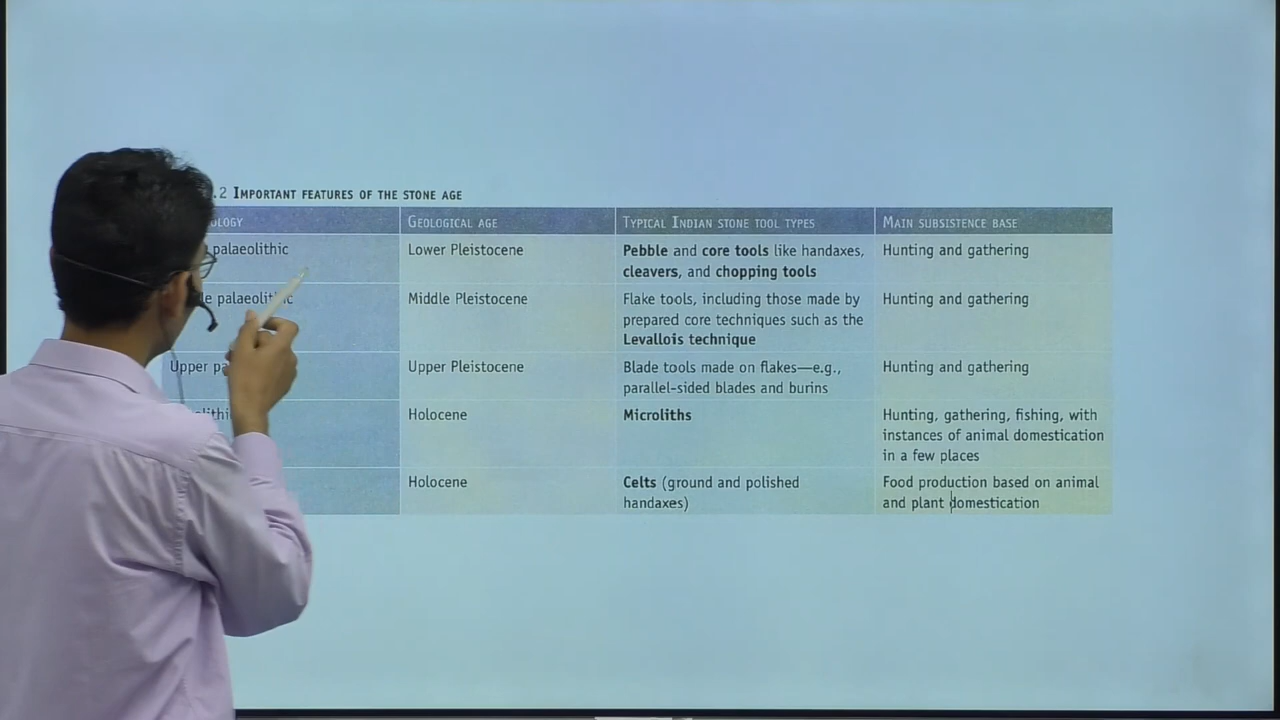 .2 IMPORTANT FEATURES OF THE STONE AGE
GEOLOGICAL AGE TYPICAL INDIAN STONE TOOL TYPES MAIN SUBSISTENCE BASE
palaeolithic Lower Pleistocene Pebble and core tools like handaxes, Hunting and gathering
cleavers, and chopping tools
palaeolithic Middle Pleistocene Flake tools, including those made by Hunting and gathering
prepared core techniques such as the
Levallois technique
Upper Upper Pleistocene Blade tools made on flakes—e.g., Hunting and gathering
parallel-sided blades and burins
Holocene Microliths Hunting, gathering, fishing, with
instances of animal domestication
in a few places
Holocene Celts (ground and polished Food production based on animal
handaxes) and plant domestication